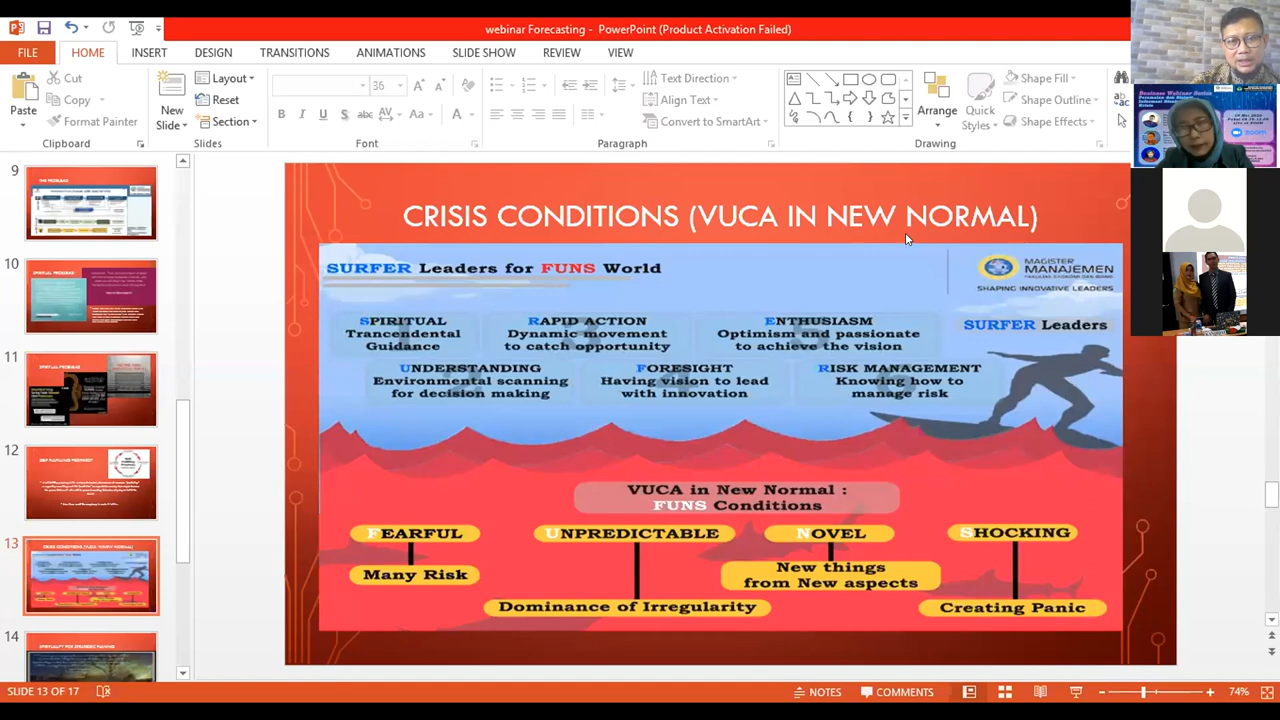 webinar Forecasting - PowerPoint (Product Activation Failed)
FILE
HOME
INSERT
DESIGN
TRANSITIONS
ANIMATIONS
SLIDE SHOW
REVIEW
VIEW
Paste
Cut
Copy
Format Painter
Clipboard
New
Slide
Layout
Reset
Section
Slides
36
Font
Text Direction
Align Text
Convert to SmartArt
Paragraph
Arrange
Quick
Styles
Shape Fill
Shape Outline
Shape Effects
Drawing
Business Webinar Series
zoom
9
10
11
12
13
14
CRISIS CONDITIONS (VUCA IN NEW NORMAL)
SURFER Leaders for FUNS World
MAGISTER
MANAJEMEN
SHAPING INNOVATIVE LEADERS
SPIRITUAL
Trancendental
Guidance
RAPID ACTION
Dynamic movement
to catch opportunity
ENTHUSIASM
Optimism and passionate
to achieve the vision
SURFER Leaders
UNDERSTANDING
Environmental scanning
for decision making
FORESIGHT
Having vision to lead
with innovation
RISK MANAGEMENT
Knowing how to
manage risk
VUCA in New Normal :
FUNS Conditions
FEARFUL
UNPREDICTABLE
NOVEL
SHOCKING
Many Risk
New things
from New aspects
Dominance of Irregularity
Creating Panic
SLIDE 13 OF 17
NOTES
COMMENTS
74%